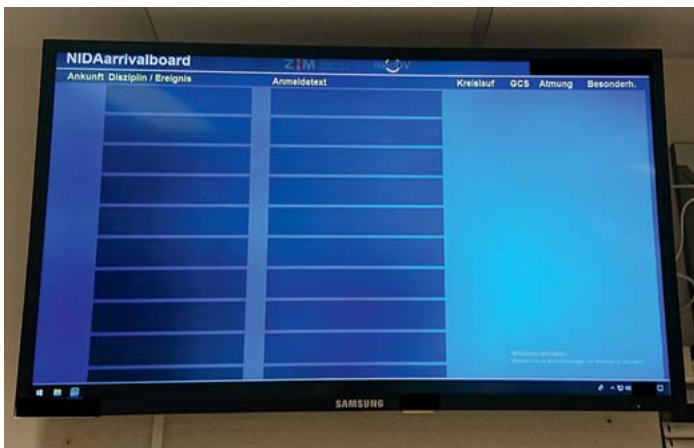 NIDAarrivalboard
ZIM
Ankunft Disziplin / Ereignis Anmeldetext Kreislauf GCS Atmung Besonderh.
Windows aktivieren
SAMSUNG